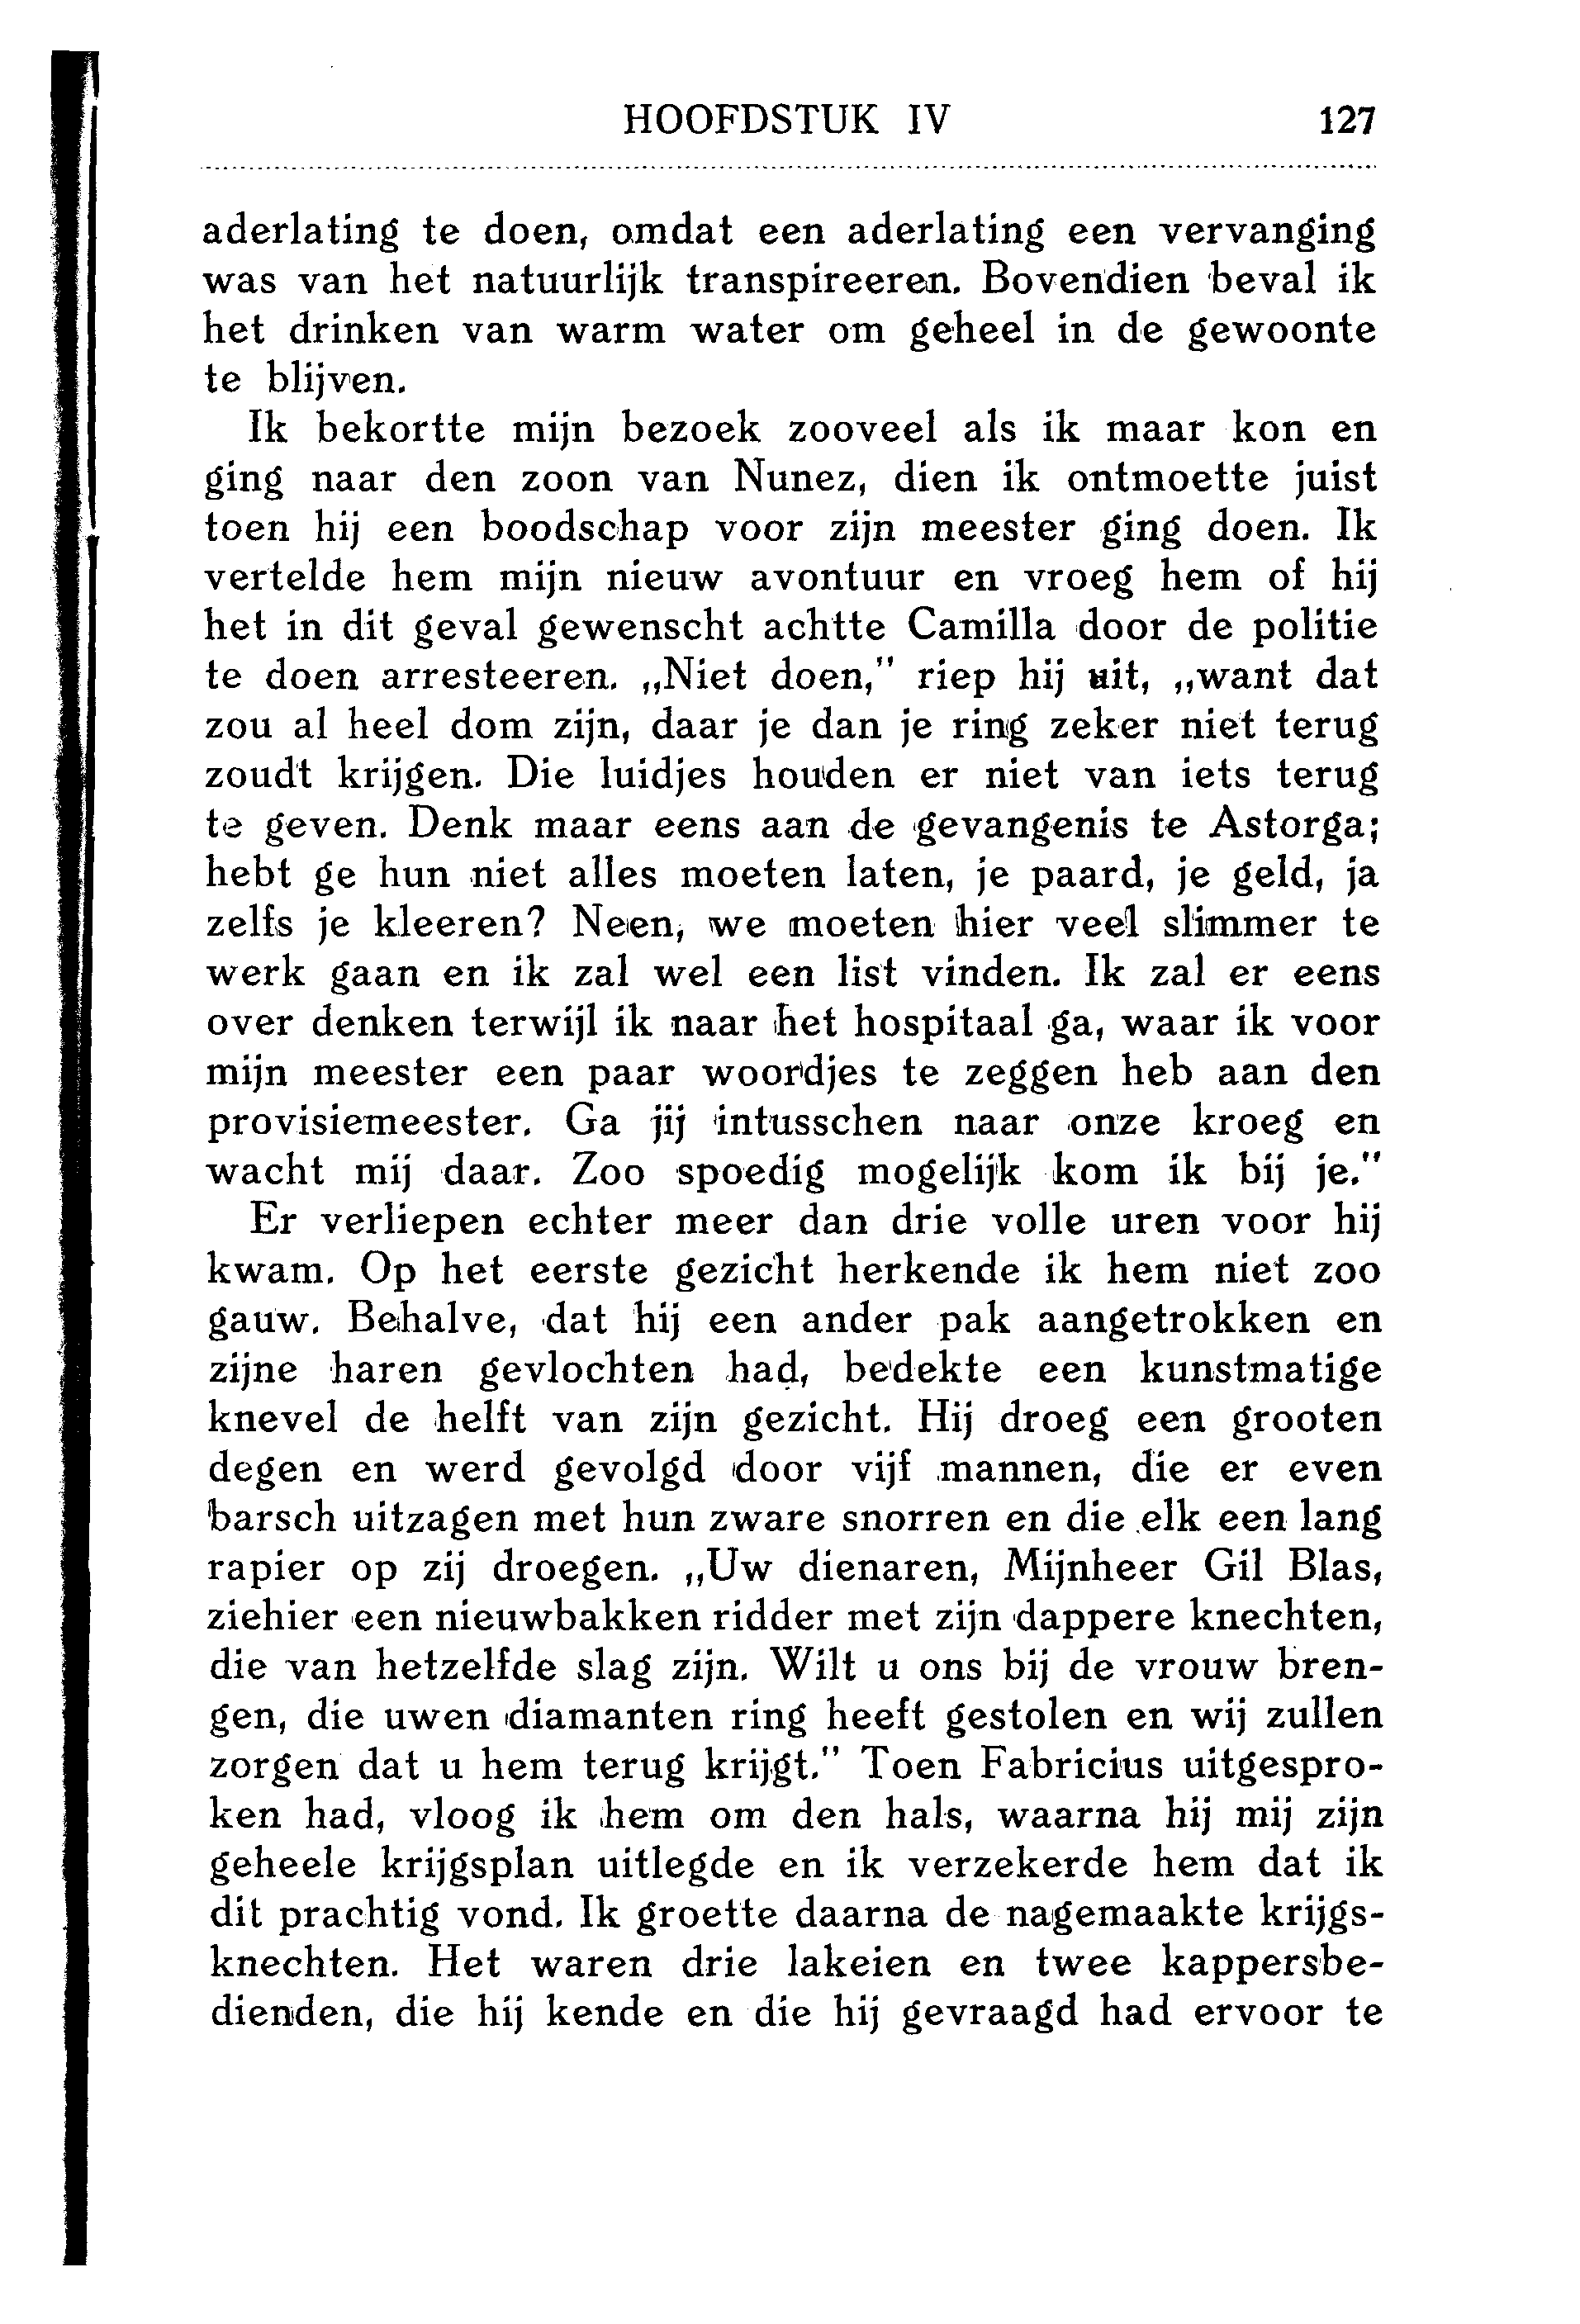 HOOFDSTUK IV 127
aderlating te doen, omdat een aderlating een vervanging
was van het natuurlijk transpireeren. Bovendien beval ik
het drinken van warm water om geheel in de gewoonte
te blijven.
Ik bekortte mijn bezoek zooveel als ik maar kon en
ging naar den zoon van Nunez, dien ik ontmoette juist
toen hij een boodschap voor zijn meester ging doen. Ik
vertelde hem mijn nieuw avontuur en vroeg hem of hij
het in dit geval gewenscht achtte Camilla door de politie
te doen arresteeren. „Niet doen,” riep hij uit, „want dat
zou al heel dom zijn, daar je dan je ring zeker niet terug
zoudt krijgen. Die luidjes houden er niet van iets terug
te geven. Denk maar eens aan de gevangenis te Astorga;
hebt ge hun niet alles moeten laten, je paard, je geld, ja
zelfs je kleeren? Neen, we moeten hier veel slimmer te
werk gaan en ik zal wel een list vinden. Ik zal er eens
over denken terwijl ik naar het hospitaal ga, waar ik voor
mijn meester een paar woordjes te zeggen heb aan den
provisiemeester. Ga jij intusschen naar onze kroeg en
wacht mij daar. Zoo spoedig mogelijk kom ik bij je.”
Er verliepen echter meer dan drie volle uren voor hij
kwam. Op het eerste gezicht herkende ik hem niet zoo
gauw. Behalve, dat hij een ander pak aangetrokken en
zijne haren gevlochten had, bedekte een kunstmatige
knevel de helft van zijn gezicht. Hij droeg een grooten
degen en werd gevolgd door vijf mannen, die er even
barsch uitzagen met hun zware snorren en die elk een lang
rapier op zij droegen. „Uw dienaren, Mijnheer Gil Blas,
ziehier een nieuwbakken ridder met zijn dappere knechten,
die van hetzelfde slag zijn. Wilt u ons bij de vrouw bren-
gen, die uwen diamanten ring heeft gestolen en wij zullen
zorgen dat u hem terug krijgt.” Toen Fabricius uitgespro-
ken had, vloog ik hem om den hals, waarna hij mij zijn
geheele krijgsplan uitlegde en ik verzekerde hem dat ik
dit prachtig vond. Ik groette daarna de nagemaakte krijgs-
knechten. Het waren drie lakeien en twee kappersbe-
dienden, die hij kende en die hij gevraagd had ervoor te